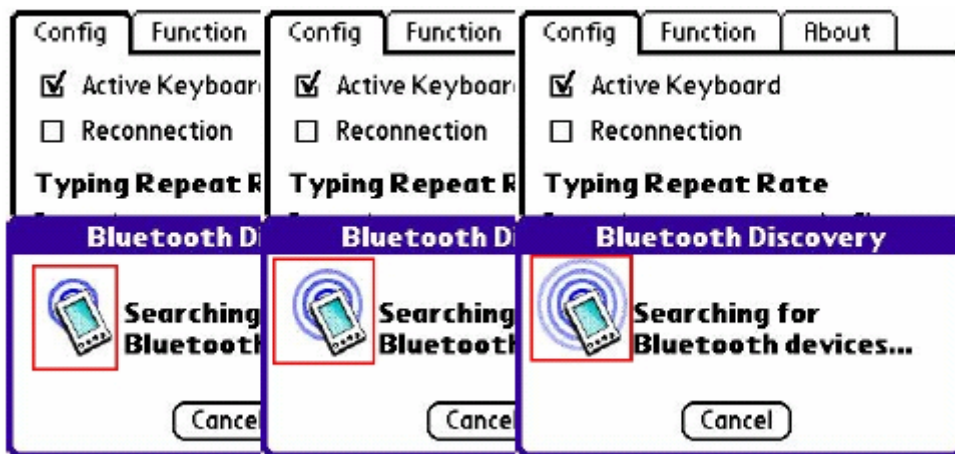 Config Function Config Function Config Function About
Active Keyboar Active Keyboar Active Keyboard
Reconnection Reconnection Reconnection
Typing Repeat R Typing Repeat R Typing Repeat Rate
Bluetooth Di Bluetooth Di Bluetooth Discovery
Searching Searching Searching for
Bluetooth Bluetooth Bluetooth devices...
Cancel Cancel Cancel